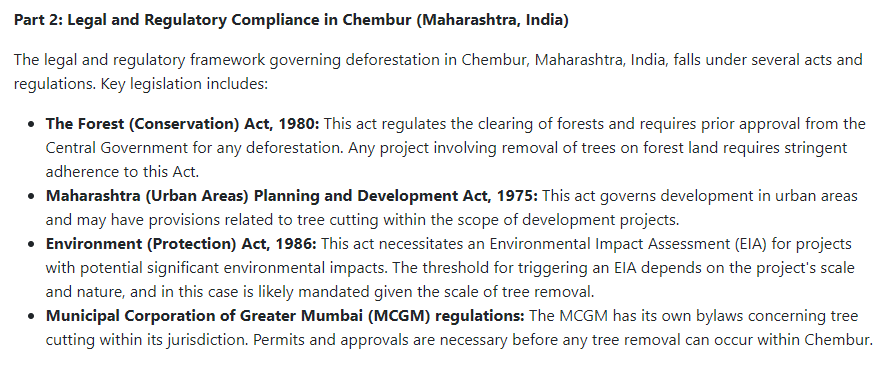 Part 2: Legal and Regulatory Compliance in Chembur (Maharashtra, India)
The legal and regulatory framework governing deforestation in Chembur, Maharashtra, India, falls under several acts and
regulations. Key legislation includes:
• The Forest (Conservation) Act, 1980: This act regulates the clearing of forests and requires prior approval from the
Central Government for any deforestation. Any project involving removal of trees on forest land requires stringent
adherence to this Act.
• Maharashtra (Urban Areas) Planning and Development Act, 1975: This act governs development in urban areas
and may have provisions related to tree cutting within the scope of development projects.
• Environment (Protection) Act, 1986: This act necessitates an Environmental Impact Assessment (EIA) for projects
with potential significant environmental impacts. The threshold for triggering an EIA depends on the project's scale
and nature, and in this case is likely mandated given the scale of tree removal.
• Municipal Corporation of Greater Mumbai (MCGM) regulations: The MCGM has its own bylaws concerning tree
cutting within its jurisdiction. Permits and approvals are necessary before any tree removal can occur within Chembur.